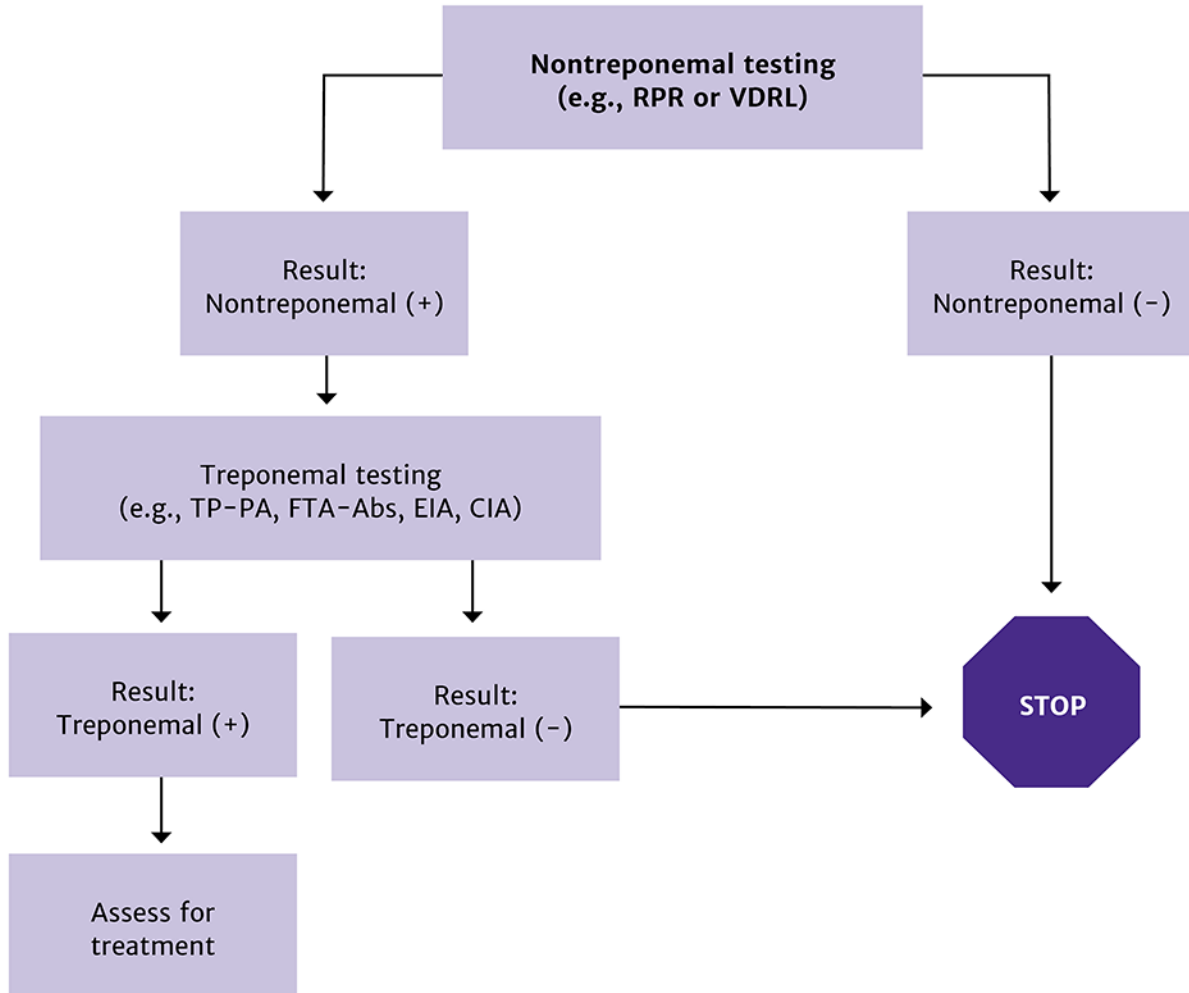 Nontreponemal testing
(e.g., RPR or VDRL)
Result:
Nontreponemal (+)
Result:
Nontreponemal (-)
Treponemal testing
(e.g., TP-PA, FTA-Abs, EIA, CIA)
Result:
Treponemal (+)
Result:
Treponemal (-)
STOP
Assess for
treatment